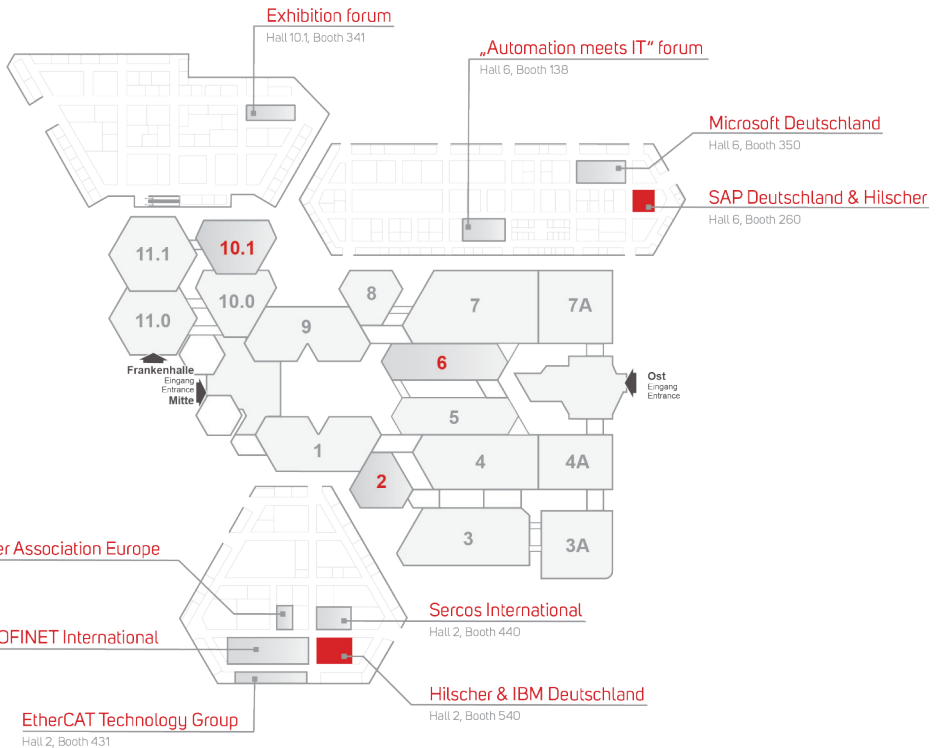 Exhibition forum
Hall 10.1, Booth 341
„Automation meets IT“ forum
Hall 6, Booth 138
Microsoft Deutschland
Hall 6, Booth 350
SAP Deutschland & Hilscher
Hall 6, Booth 260
11.1
10.1
11.0
10.0
9
8
7
7A
6
5
Frankenhalle
Eingang
Entrance
Mitte
Ost
Eingang
Entrance
1
2
4
4A
3
3A
er Association Europe
OFINET International
EtherCAT Technology Group
Hall 2, Booth 431
Sercos International
Hall 2, Booth 440
Hilscher & IBM Deutschland
Hall 2, Booth 540